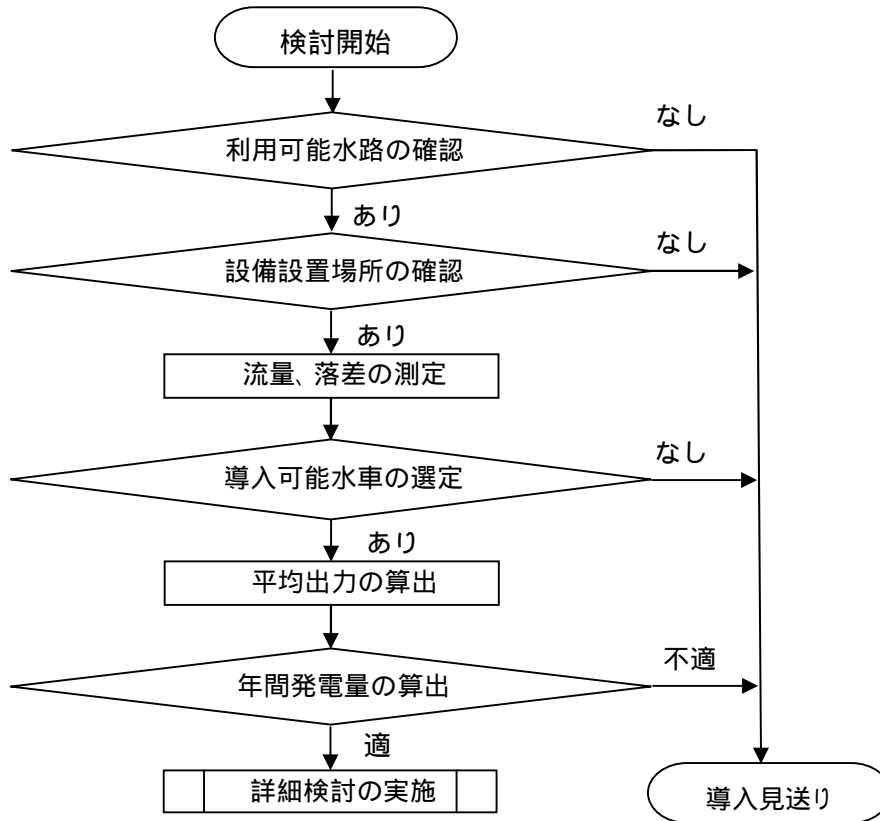 検討開始
なし
利用可能水路の確認
あり
なし
設備設置場所の確認
あり
流量、落差の測定
なし
導入可能水車の選定
あり
平均出力の算出
不適
年間発電量の算出
適
詳細検討の実施
導入見送り